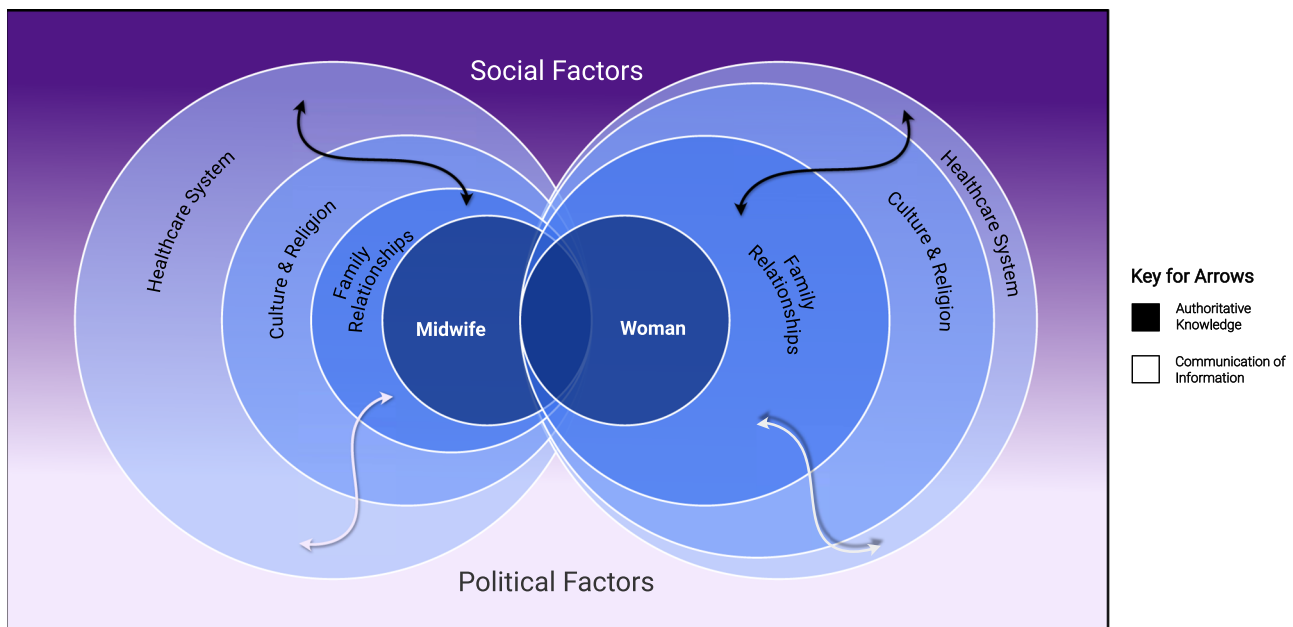 Social Factors
Healthcare System
Culture & Religion
Family
Relationships
Midwife
Woman
Family
Relationships
Culture & Religion
Healthcare System
Political Factors
Key for Arrows
Authoritative
Knowledge
Communication of
Information